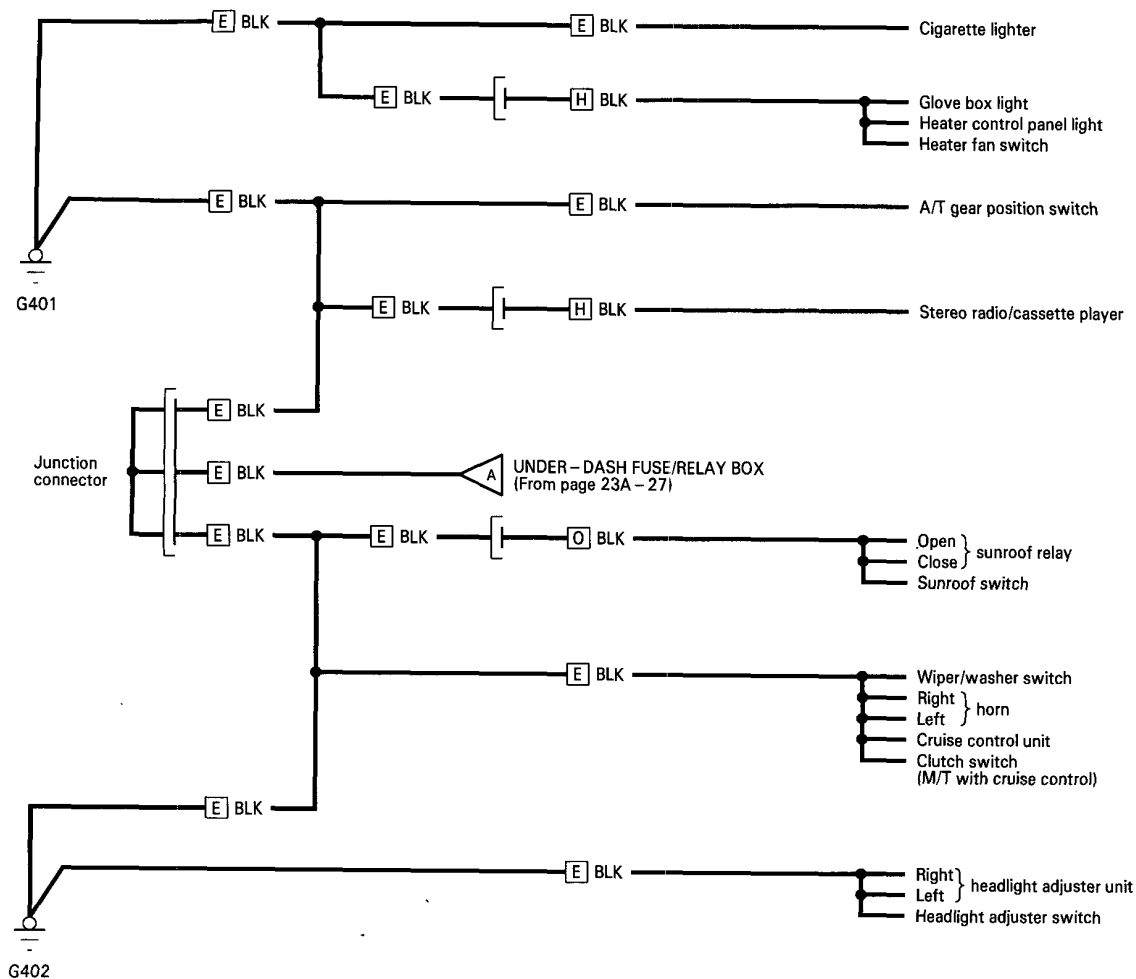 E BLK E BLK Cigarette lighter
E BLK H BLK Glove box light
Heater control panel light
Heater fan switch
E BLK E BLK A/T gear position switch
G401
E BLK H BLK Stereo radio/cassette player
E BLK
Junction
connector
E BLK A UNDER – DASH FUSE/RELAY BOX
(From page 23A – 27)
E BLK E BLK O BLK Open
Close } sunroof relay
Sunroof switch
E BLK Wiper/washer switch
Right
Left } horn
Cruise control unit
Clutch switch
(M/T with cruise control)
E BLK
E BLK Right
Left } headlight adjuster unit
Headlight adjuster switch
G402